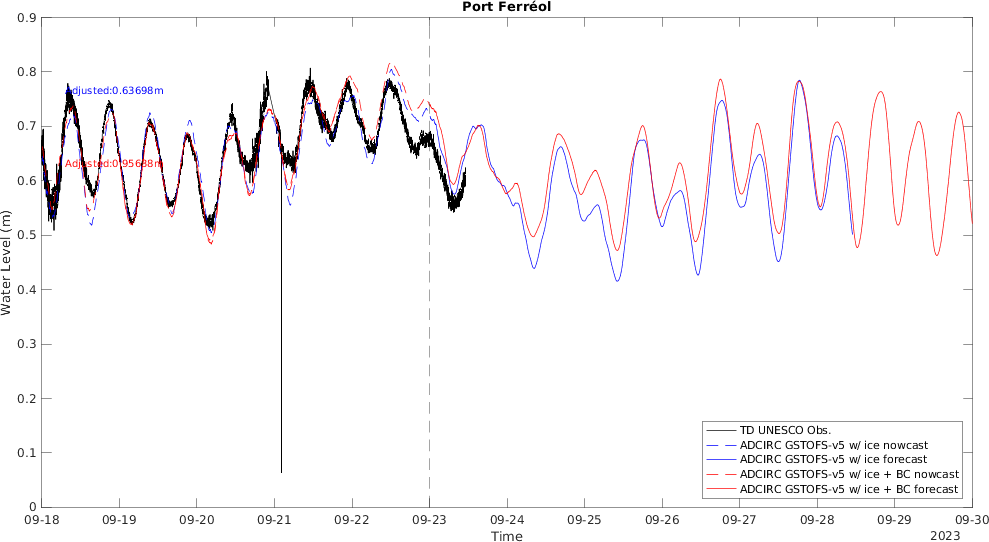 Port Ferréol
0.9
0.8
0.7
0.6
0.5
0.4
0.3
0.2
0.1
0
Water Level (m)
Adjusted:0.63698m
Adjusted:0.95688m
TD UNESCO Obs.
ADCIRC GSTOFS-v5 w/ ice nowcast
ADCIRC GSTOFS-v5 w/ ice forecast
ADCIRC GSTOFS-v5 w/ ice + BC nowcast
ADCIRC GSTOFS-v5 w/ ice + BC forecast
09-18 09-19 09-20 09-21 09-22 09-23 09-24 09-25 09-26 09-27 09-28 09-29 09-30
Time
2023